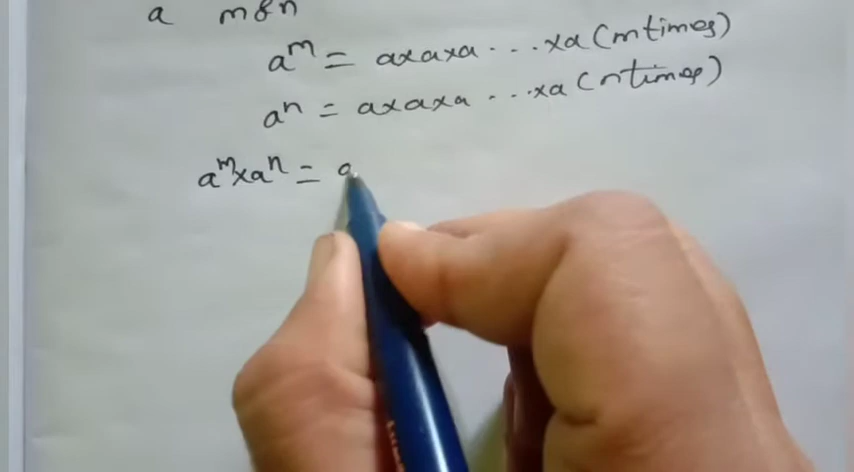 a m & n
a^m = axaxa...xa (m times)
a^n = axaxa...xa (n times)
a^m x a^n = a